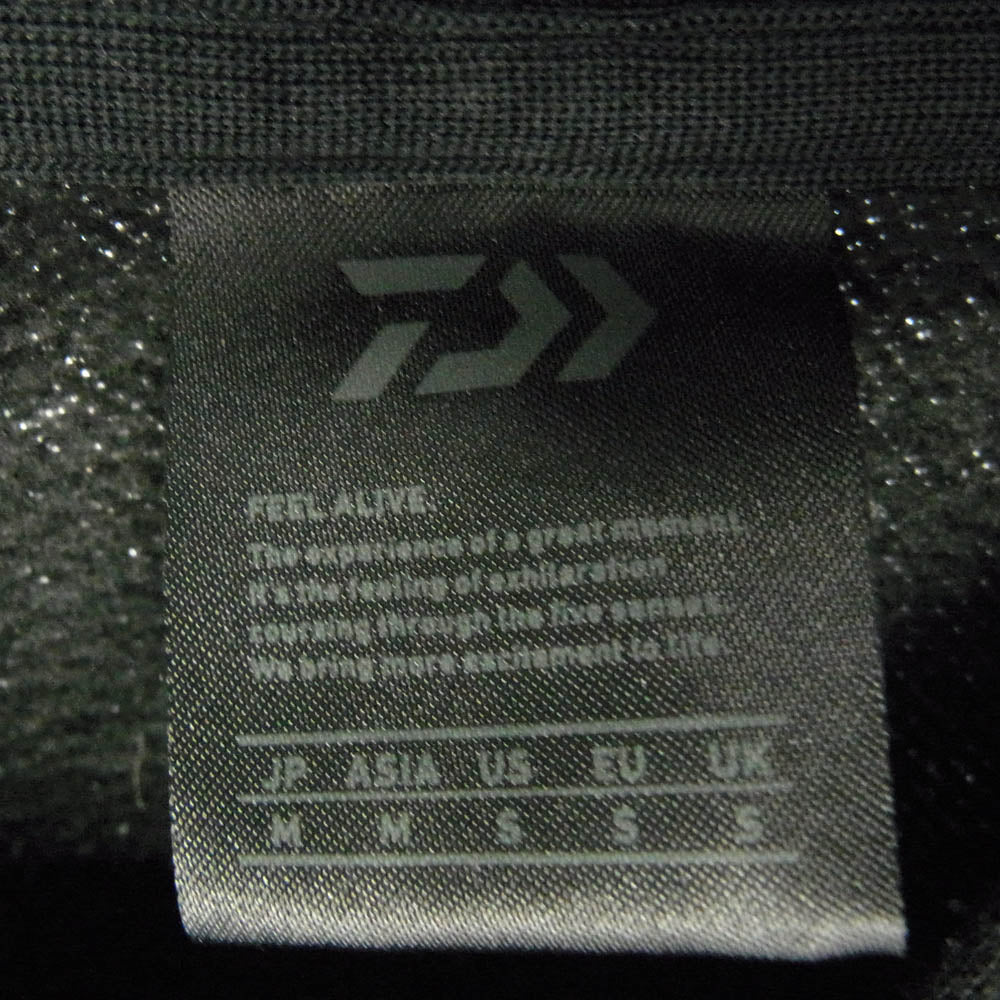 FEEL ALIVE.
The experience of a great moment.
It's the feeling of exhilaration
coursing through the five senses.
We bring more excitement to life.
JP ASIA US EU UK
M M S S S